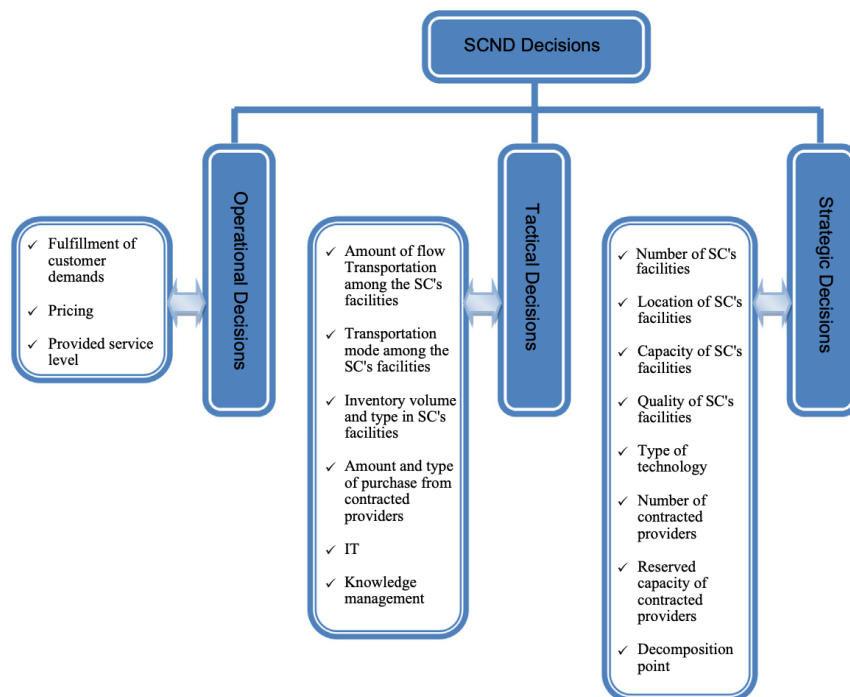 SCND Decisions
Operational Decisions
✓ Fulfillment of
customer
demands
✓ Pricing
✓ Provided service
level
Tactical Decisions
✓ Amount of flow
Transportation
among the SC's
facilities
✓ Transportation
mode among the
SC's facilities
✓ Inventory volume
and type in SC's
facilities
✓ Amount and type
of purchase from
contracted
providers
✓ IT
✓ Knowledge
management
Strategic Decisions
✓ Number of SC's
facilities
✓ Location of SC's
facilities
✓ Capacity of SC's
facilities
✓ Quality of SC's
facilities
✓ Type of
technology
✓ Number of
contracted
providers
✓ Reserved
capacity of
contracted
providers
✓ Decomposition
point